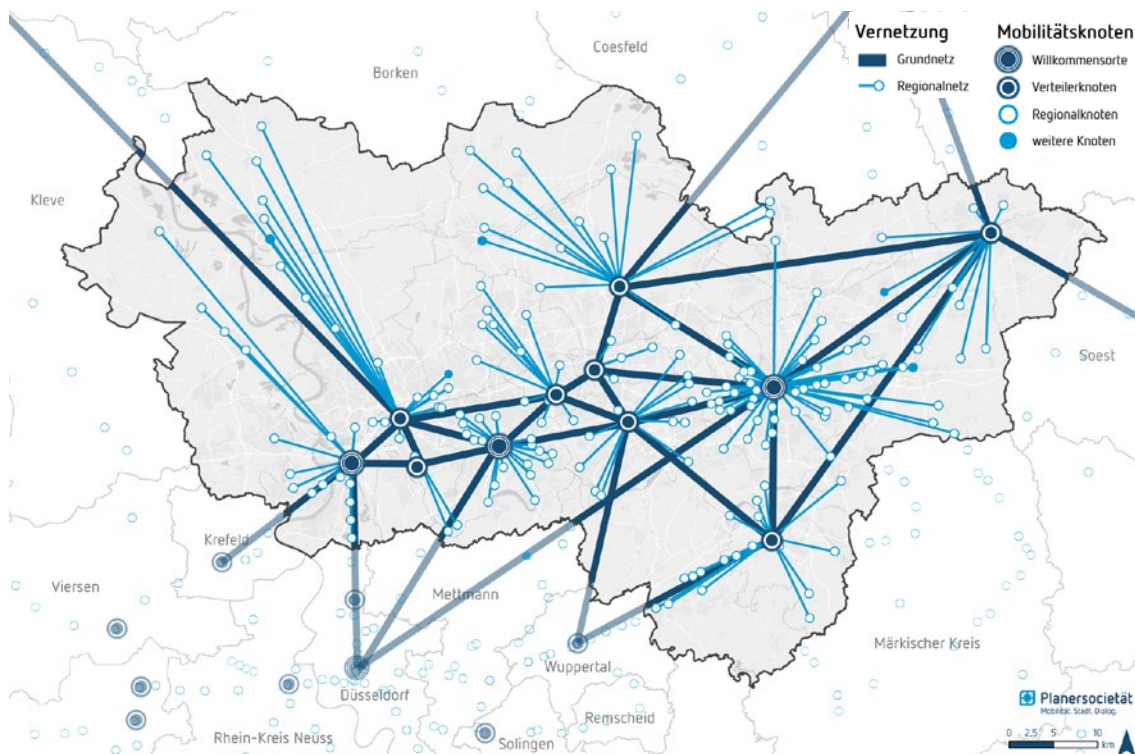 Vernetzung
Grundnetz
Regionalnetz
Mobilitätsknoten
Willkommensorte
Verteilerknoten
Regionalknoten
weitere Knoten
Coesfeld
Borken
Kleve
Soest
Krefeld
Viersen
Mettmann
Märkischer Kreis
Wuppertal
Düsseldorf
Remscheid
Rhein-Kreis Neuss
Solingen
Planersocietät
Mobilität. Stadt. Dialog.
0 2,5 5 10
km